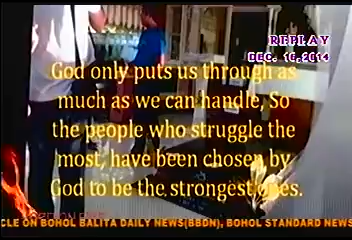 REPLAY
DEC. 16,2014
God only puts us through as
much as we can handle, So
the people who struggle the
most, have been chosen by
God to be the strongest ones.
CLE ON BOHOL BALITA DAILY NEWS(BBDN), BOHOL STANDARD NEWS